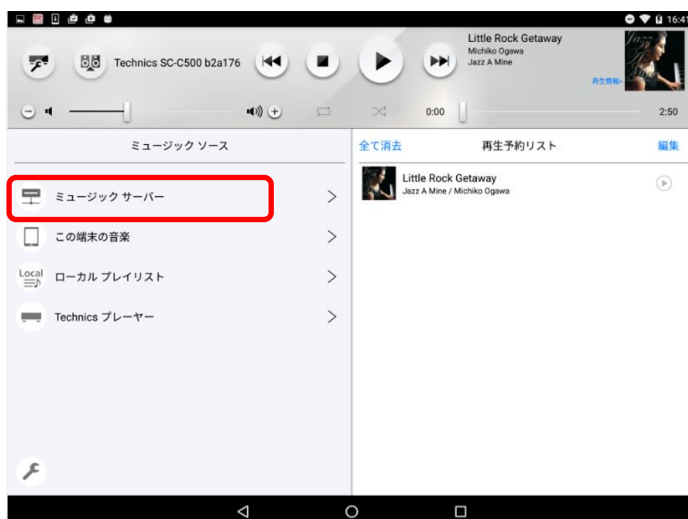 16:41
Technics SC-C500 b2a176
Little Rock Getaway
Michiko Ogawa
Jazz A Mine
再生情報
0:00
2:50
ミュージック ソース
ミュージック サーバー
この端末の音楽
Local
ローカル プレイリスト
Technics プレーヤー
全て消去
再生予約リスト
編集
Little Rock Getaway
Jazz A Mine / Michiko Ogawa